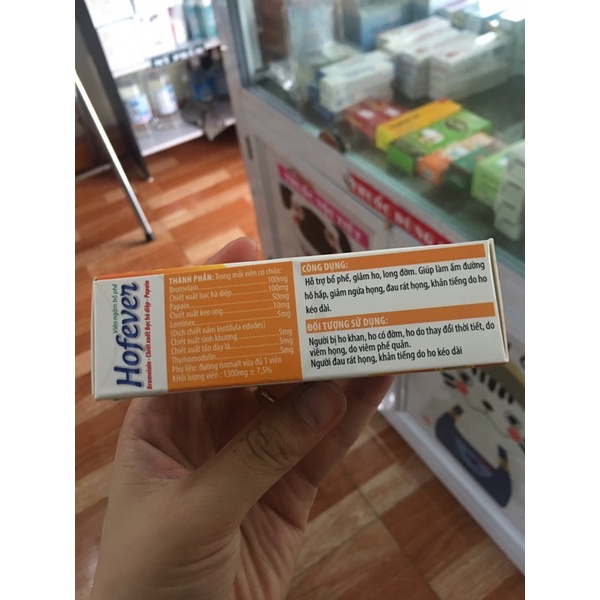 Viên ngậm bổ phế
Hofever
Bromelain - Chiết xuất Bạc hà diệp - Papain
THÀNH PHẦN: Trong mỗi viên có chứa:
Bromelain 100mg
Chiết xuất bạc hà diệp 100mg
Papain 50mg
Chiết xuất keo ong 10mg
Lentinex
(Dịch chiết nấm lentilula edodes) 5mg
Chiết xuất sinh khương 5mg
Chiết xuất tần dày lá 5mg
Thymomodulin 5mg
Phụ liệu: đường Isomalt vừa đủ 1 viên
Khối lượng viên : 1300mg ± 7,5%
CÔNG DỤNG:
Hỗ trợ bổ phế, giảm ho, long đờm. Giúp làm ấm đường
hô hấp, giảm ngứa họng, đau rát họng, khản tiếng do ho
kéo dài.
ĐỐI TƯỢNG SỬ DỤNG:
Người bị ho khan, ho có đờm, ho do thay đổi thời tiết, do
viêm họng, do viêm phế quản.
Người đau rát họng, khản tiếng do ho kéo dài